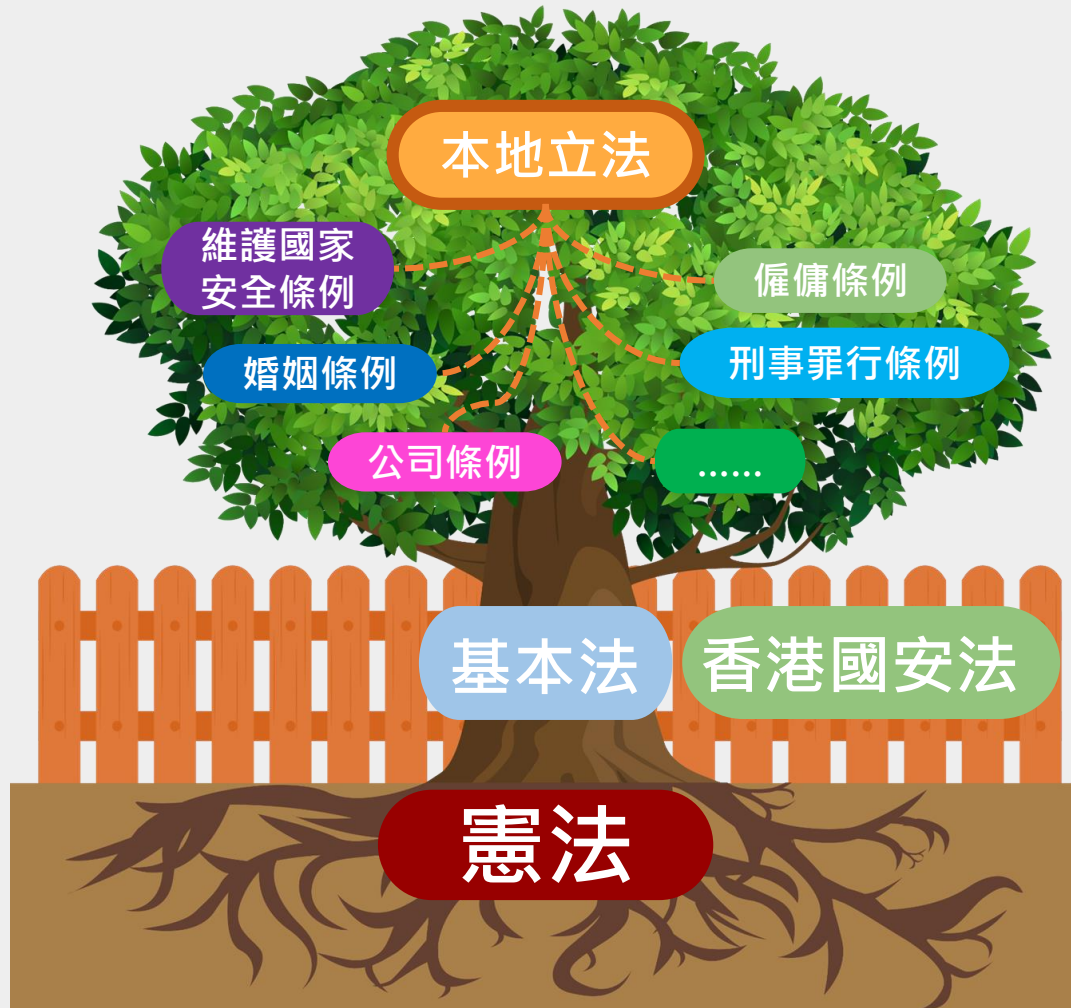 本地立法
維護國家
安全條例
僱傭條例
婚姻條例
刑事罪行條例
公司條例
......
基本法
香港國安法
憲法